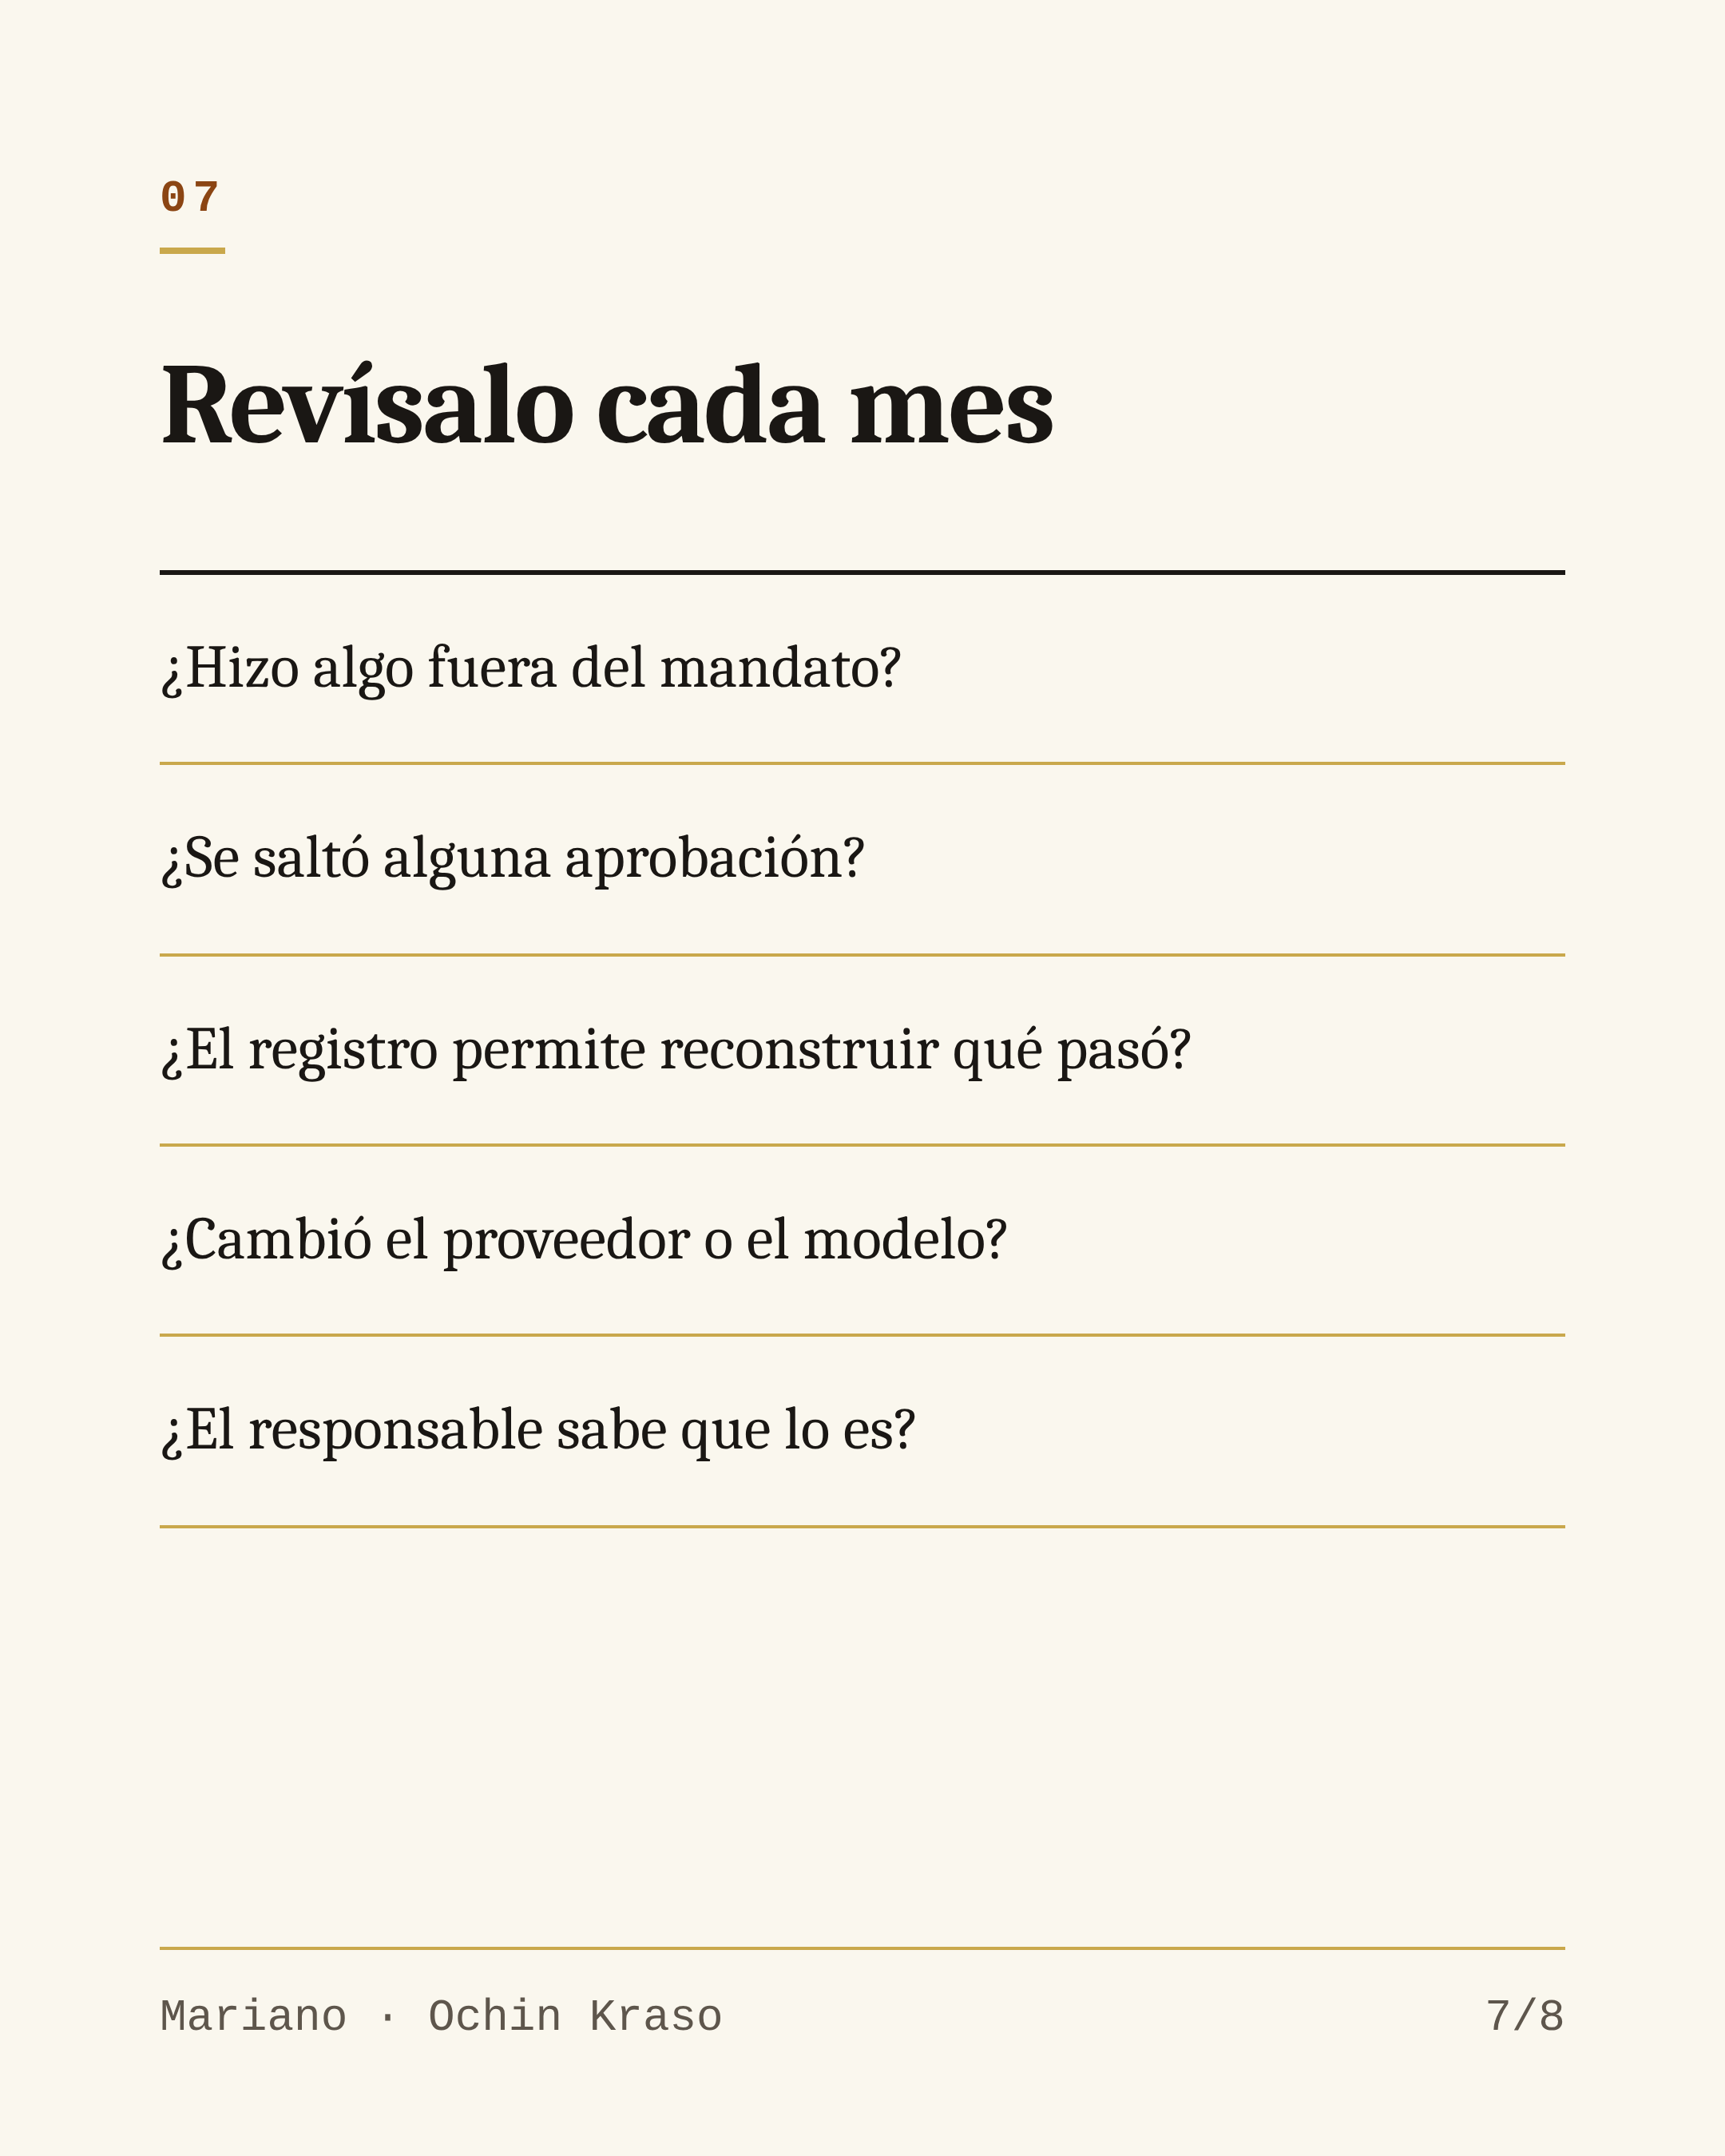 07
Revísalo cada mes
¿Hizo algo fuera del mandato?
¿Se saltó alguna aprobación?
¿El registro permite reconstruir qué pasó?
¿Cambió el proveedor o el modelo?
¿El responsable sabe que lo es?
Mariano · Ochin Kraso 7/8